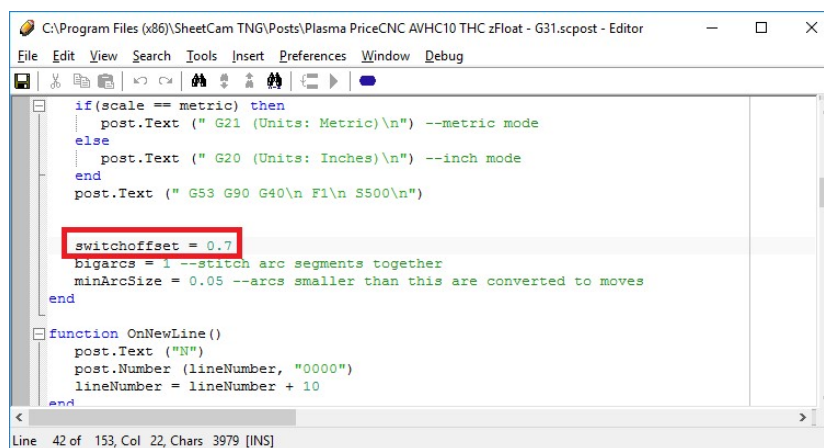 C:\Program Files (x86)\SheetCam TNG\Posts\Plasma PriceCNC AVHC10 THC zFloat - G31.scpost - Editor
File Edit View Search Tools Insert Preferences Window Debug
if(scale == metric) then
post.Text (" G21 (Units: Metric)\n") --metric mode
else
post.Text (" G20 (Units: Inches)\n") --inch mode
end
post.Text (" G53 G90 G40\n F1\n S500\n")
switchoffset = 0.7
bigarcs = 1 --stitch arc segments together
minArcSize = 0.05 --arcs smaller than this are converted to moves
end
function OnNewLine()
post.Text ("N")
post.Number (lineNumber, "0000")
lineNumber = lineNumber + 10
end
Line 42 of 153, Col 22, Chars 3979 [INS]